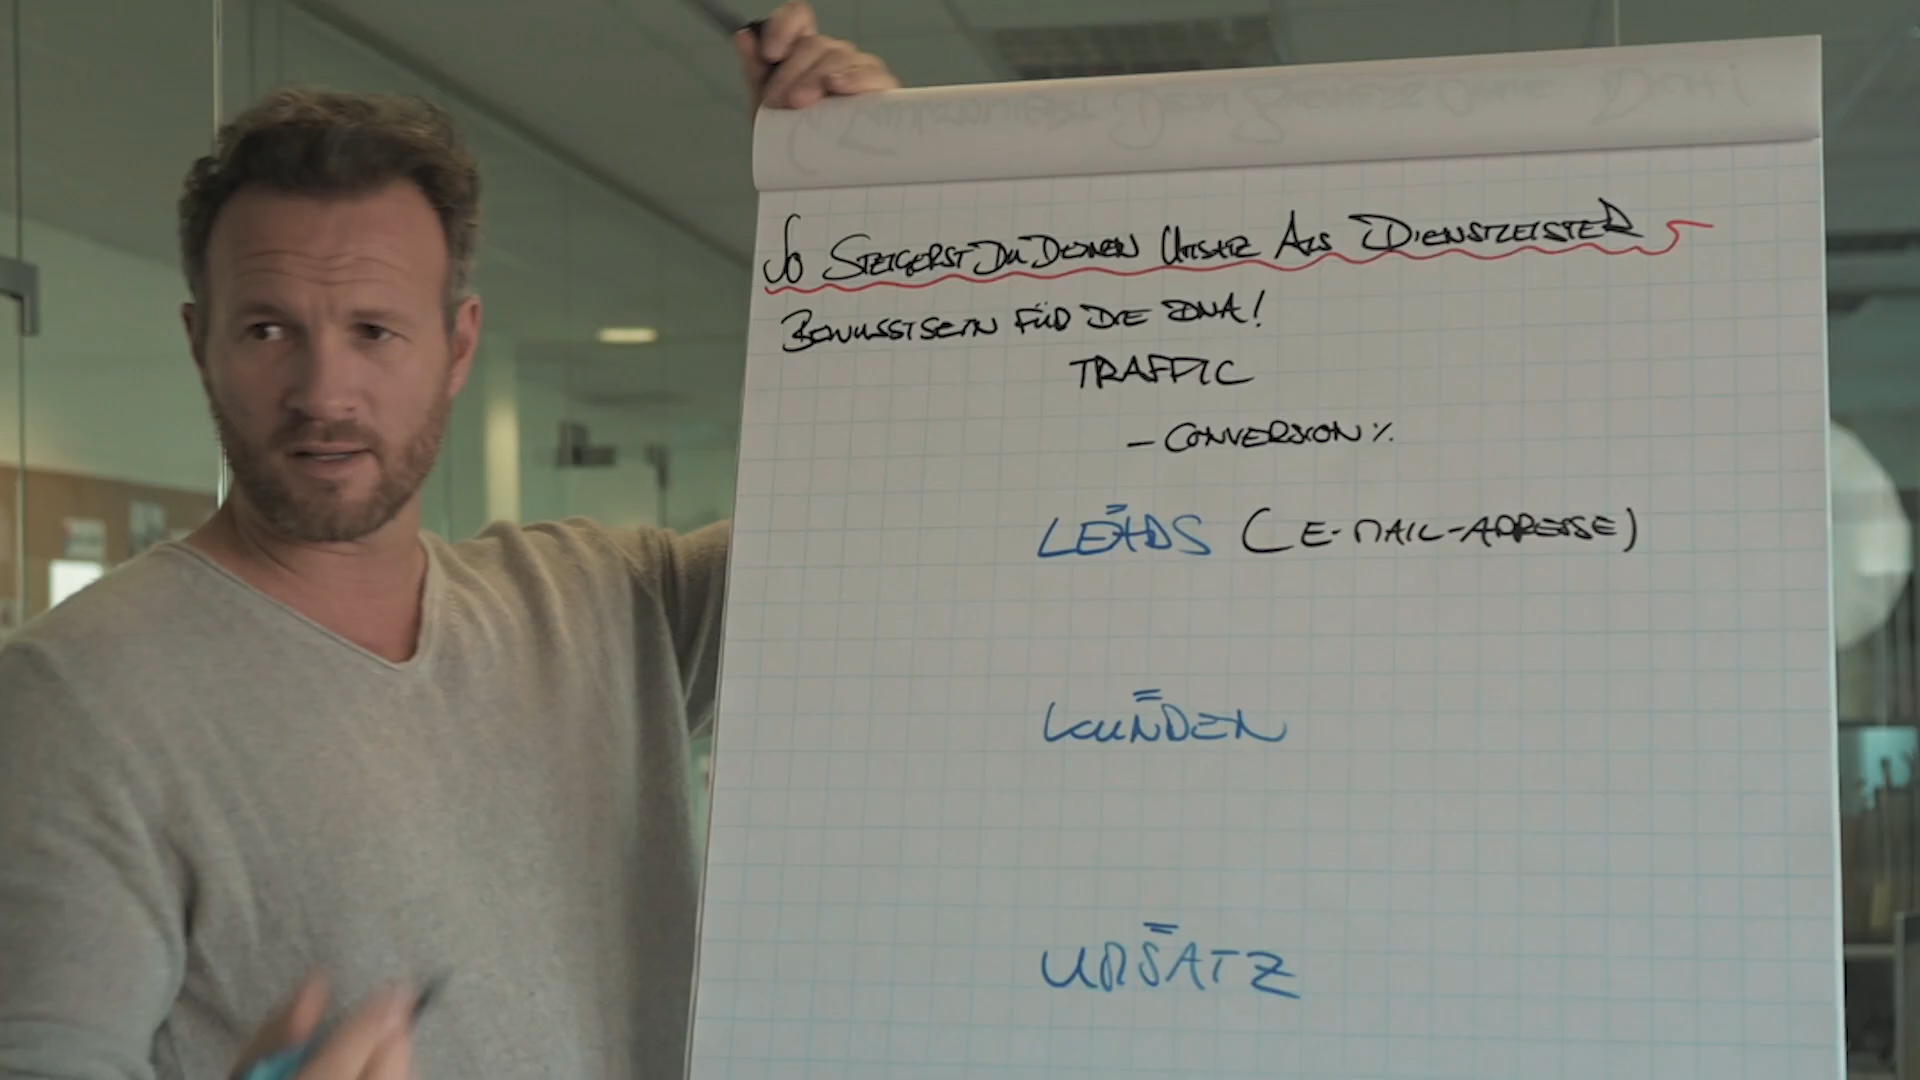 So STEIGERST DU DEINEN UMSATZ ALS DIENSTLEISTER
BEWUSSTSEIN FÜR DIE DNA!
TRAFFIC
- CONVERSION %
=
LEADS (E-MAIL-ADRESSE)
=
KUNDEN
=
UMSATZ